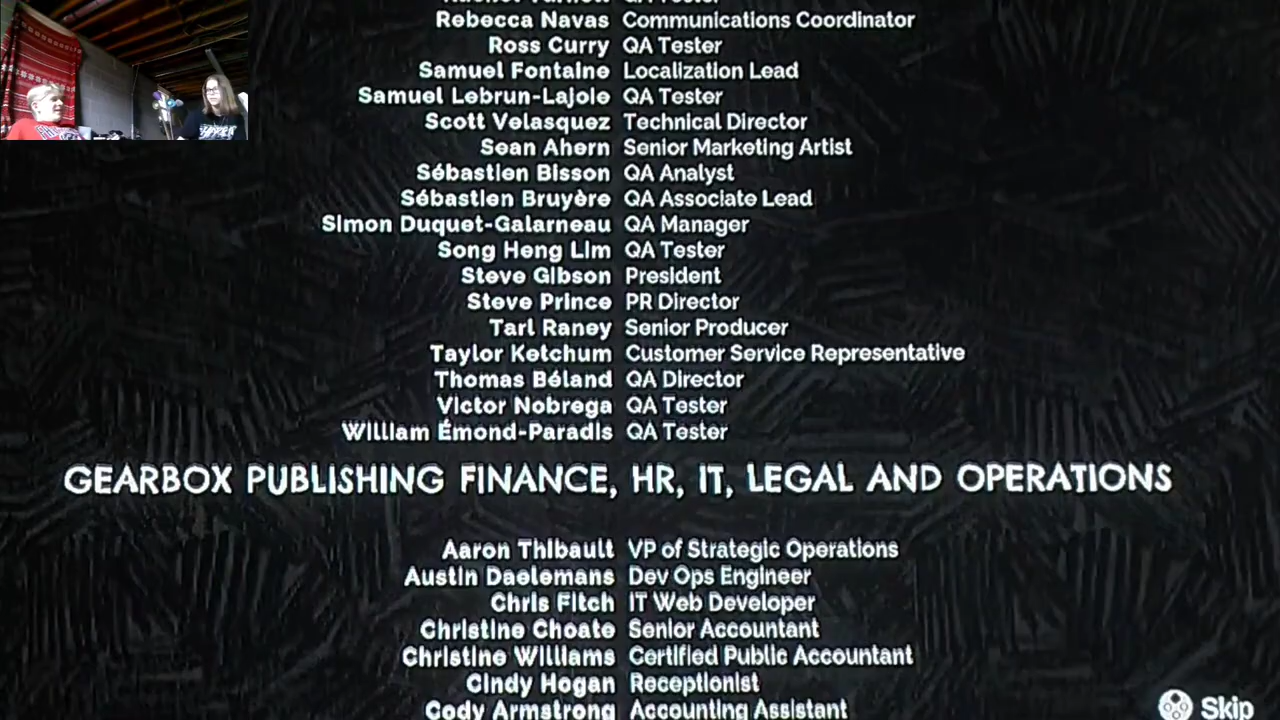 Rebecca Navas Communications Coordinator
Ross Curry QA Tester
Samuel Fontaine Localization Lead
Samuel Lebrun-Lajoie QA Tester
Scott Velasquez Technical Director
Sean Ahern Senior Marketing Artist
Sébastien Bisson QA Analyst
Sébastien Bruyère QA Associate Lead
Simon Duquet-Galarneau QA Manager
Song Heng Lim QA Tester
Steve Gibson President
Steve Prince PR Director
Tarl Raney Senior Producer
Taylor Ketchum Customer Service Representative
Thomas Béland QA Director
Victor Nobrega QA Tester
William Émond-Paradis QA Tester
GEARBOX PUBLISHING FINANCE, HR, IT, LEGAL AND OPERATIONS
Aaron Thibault VP of Strategic Operations
Austin Daelemans Dev Ops Engineer
Chris Fitch IT Web Developer
Christine Choate Senior Accountant
Christine Williams Certified Public Accountant
Cindy Hogan Receptionist
Cody Armstrong Accounting Assistant
Skip